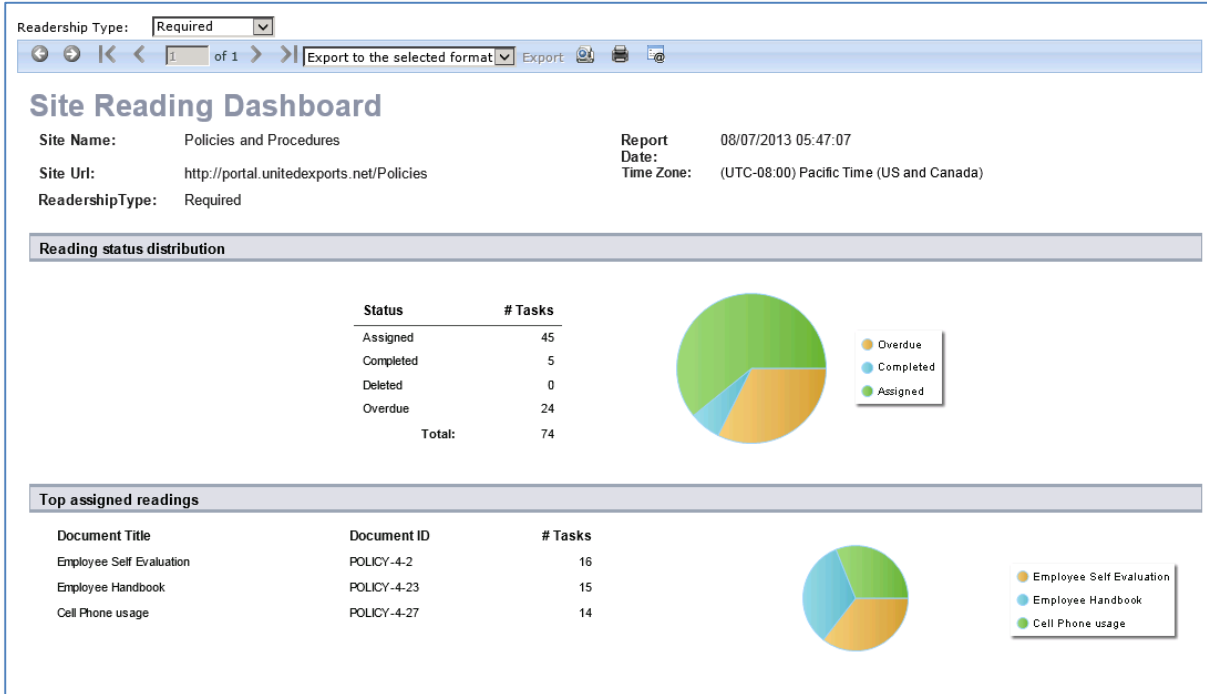 Readership Type: Required
1 of 1 Export to the selected format Export
Site Reading Dashboard
Site Name: Policies and Procedures Report Date: 08/07/2013 05:47:07
Site Url: http://portal.unitedexports.net/Policies Time Zone: (UTC-08:00) Pacific Time (US and Canada)
ReadershipType: Required
Reading status distribution
Status # Tasks
Assigned 45
Completed 5
Deleted 0
Overdue 24
Total: 74
Overdue
Completed
Assigned
Top assigned readings
Document Title Document ID # Tasks
Employee Self Evaluation POLICY-4-2 16
Employee Handbook POLICY-4-23 15
Cell Phone usage POLICY-4-27 14
Employee Self Evaluation
Employee Handbook
Cell Phone usage